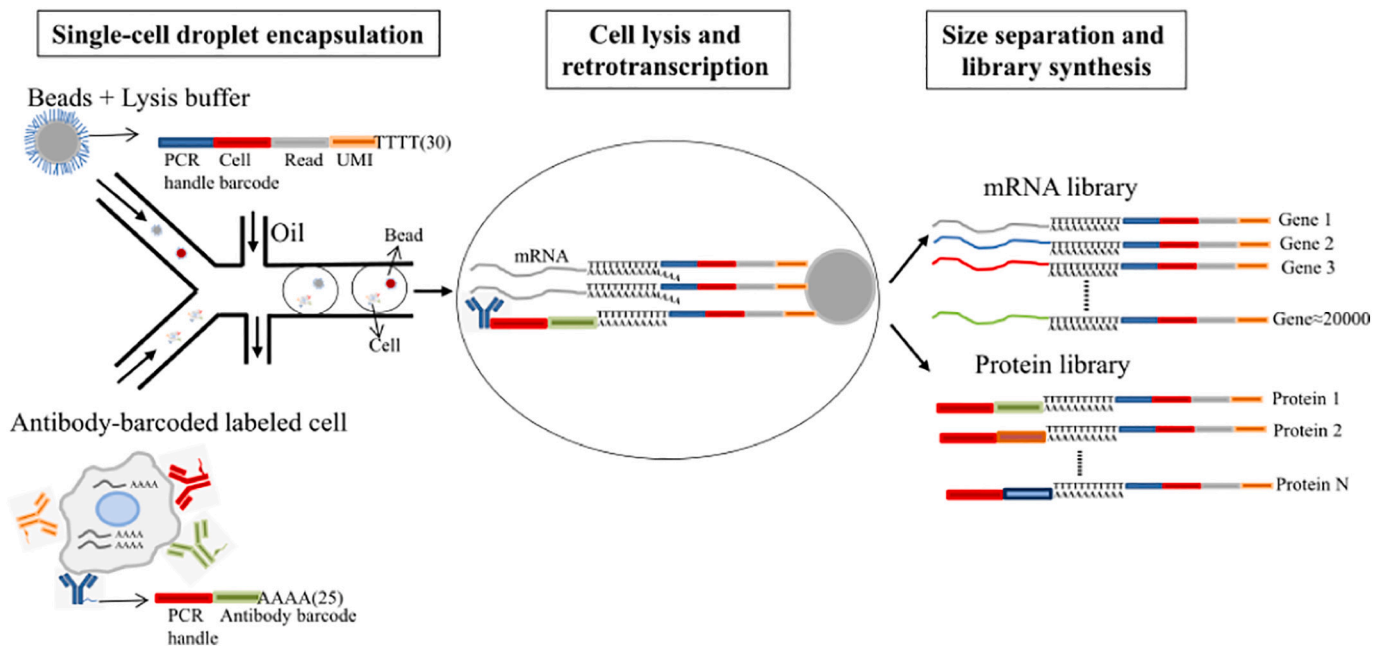 Single-cell droplet encapsulation
Beads + Lysis buffer
TTTT(30)
PCR Cell Read UMI
handle barcode
Oil
Bead
Cell
Antibody-barcoded labeled cell
AAAA
AAAA
AAAA
AAAA(25)
PCR Antibody barcode
handle
Cell lysis and
retrotranscription
mRNA
Size separation and
library synthesis
mRNA library
Gene 1
Gene 2
Gene 3
Gene≈20000
Protein library
Protein 1
Protein 2
Protein N